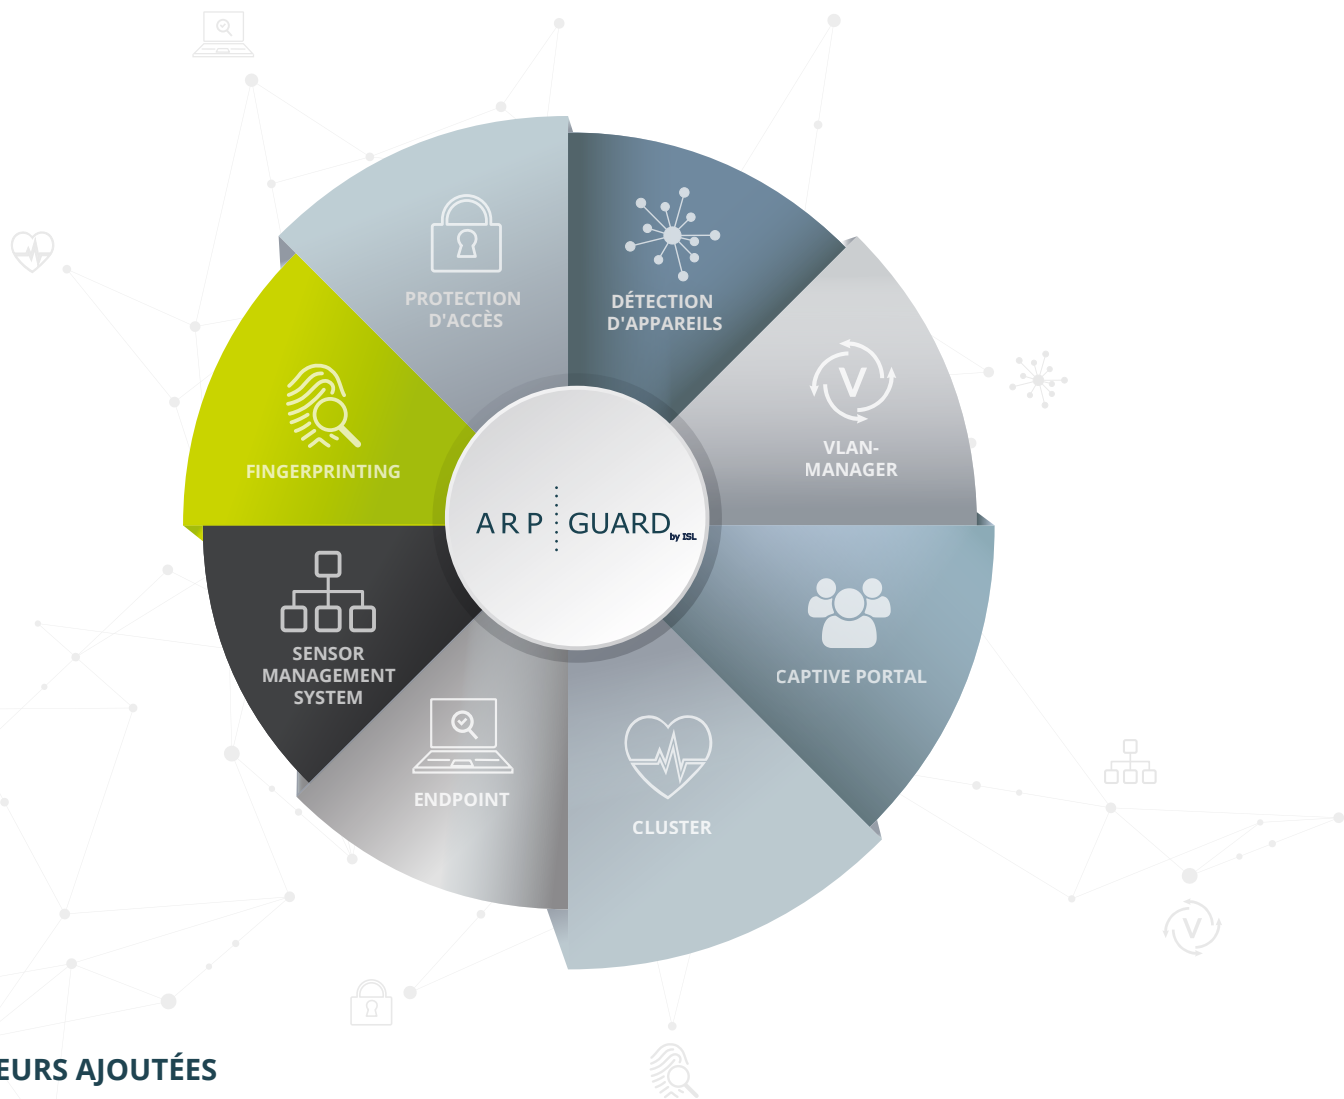 PROTECTION
D'ACCÈS
DÉTECTION
D'APPAREILS
VLAN-
MANAGER
FINGERPRINTING
ARP GUARD
by ISL
SENSOR
MANAGEMENT
SYSTEM
CAPTIVE PORTAL
ENDPOINT
CLUSTER
V
V
EURS AJOUTÉES